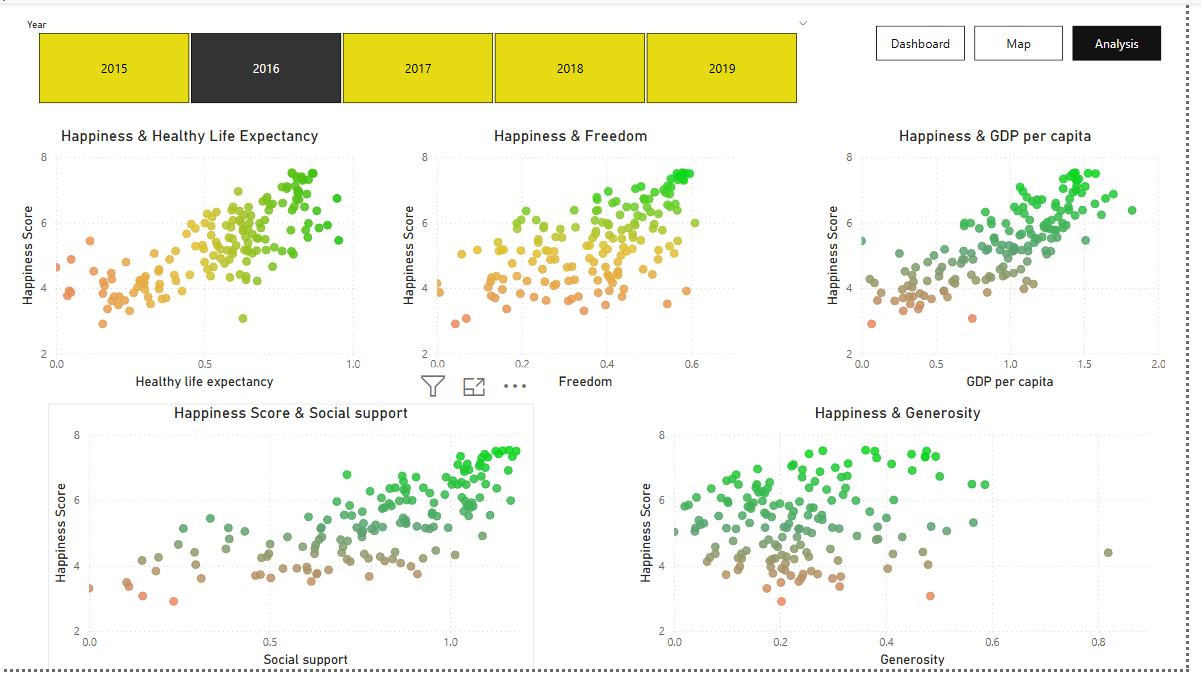 Year
2015 2016 2017 2018 2019
Dashboard Map Analysis
Happiness & Healthy Life Expectancy
Happiness Score
8
6
4
2
0.0 0.5 1.0
Healthy life expectancy
Happiness & Freedom
Happiness Score
8
6
4
2
0.0 0.2 0.4 0.6
Freedom
Happiness & GDP per capita
Happiness Score
8
6
4
2
0.0 0.5 1.0 1.5 2.0
GDP per capita
Happiness Score & Social support
Happiness Score
8
6
4
2
0.0 0.5 1.0
Social support
Happiness & Generosity
Happiness Score
8
6
4
2
0.0 0.2 0.4 0.6 0.8
Generosity